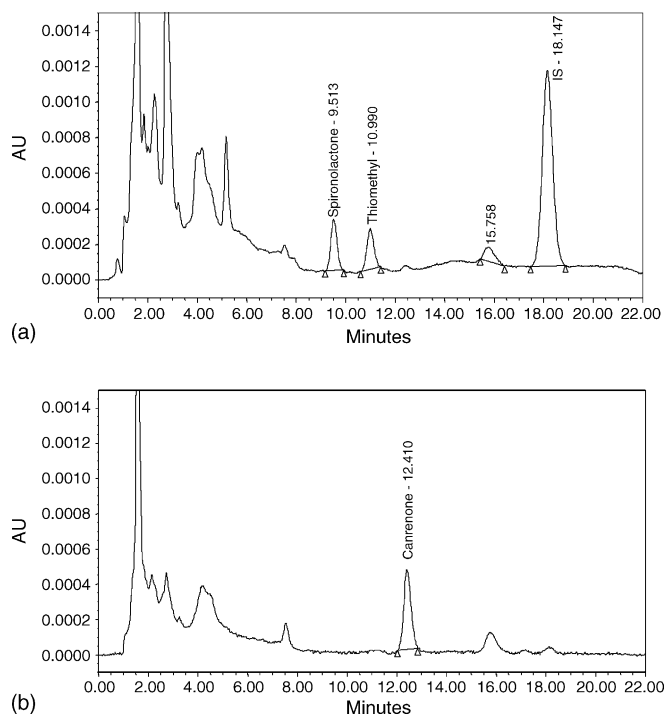 0.0014
0.0012
0.0010
0.0008
0.0006
0.0004
0.0002
0.0000
AU
Spironolactone - 9.513
Thiomethyl - 10.990
15.758
IS - 18.147
0.00 2.00 4.00 6.00 8.00 10.00 12.00 14.00 16.00 18.00 20.00 22.00
(a)
Minutes
0.0014
0.0012
0.0010
0.0008
0.0006
0.0004
0.0002
0.0000
AU
Canrenone - 12.410
0.00 2.00 4.00 6.00 8.00 10.00 12.00 14.00 16.00 18.00 20.00 22.00
(b)
Minutes